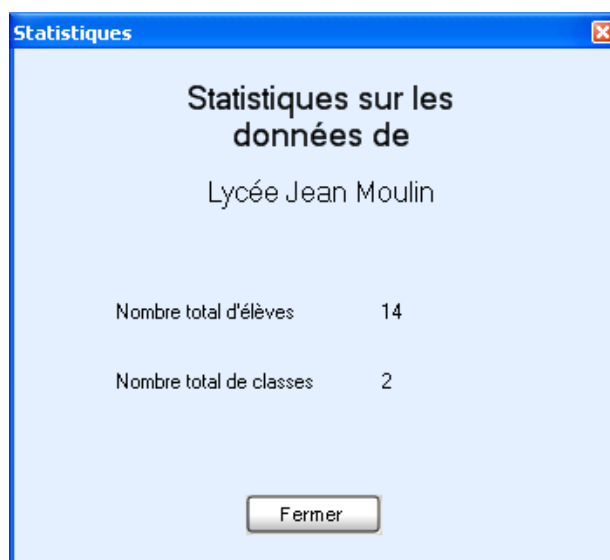 Statistiques
Statistiques sur les
données de
Lycée Jean Moulin
Nombre total d'élèves 14
Nombre total de classes 2
Fermer